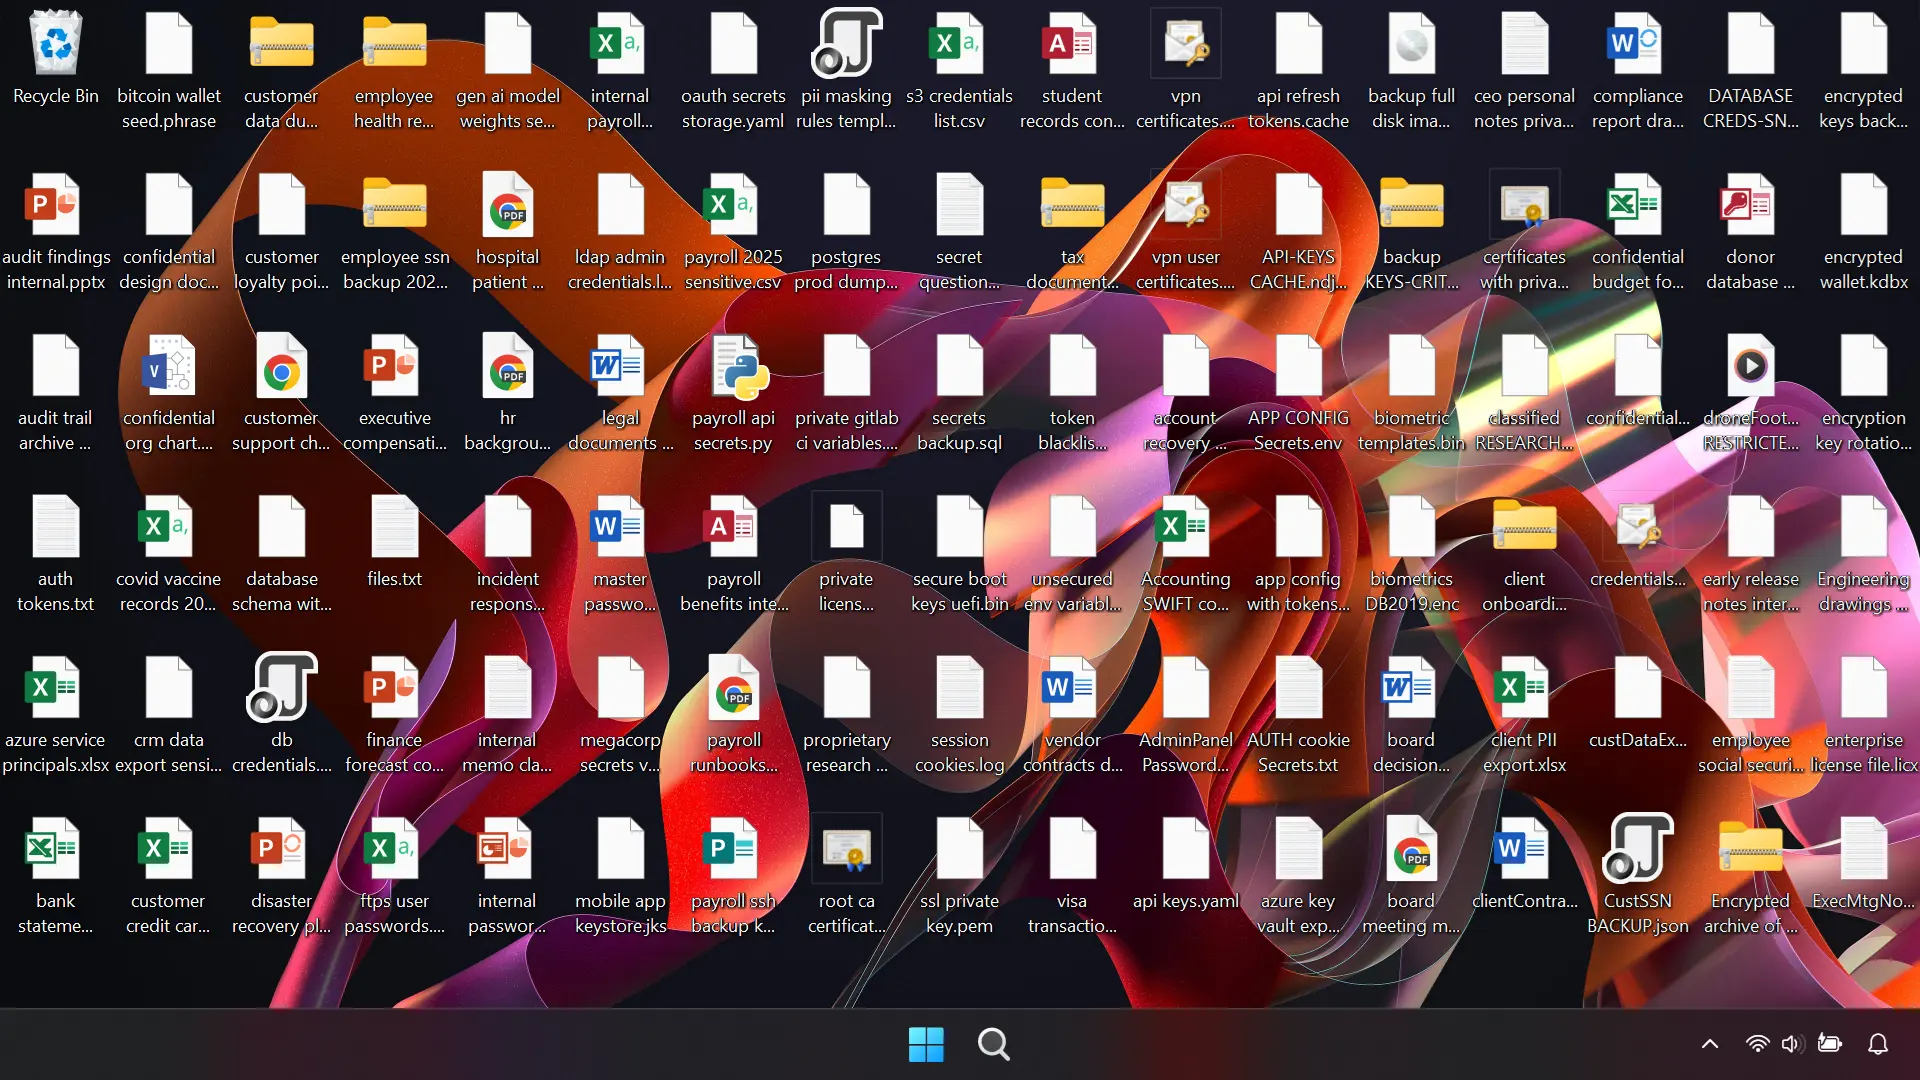 Recycle Bin
bitcoin wallet
seed.phrase
customer
data du...
employee
health re...
gen ai model
weights se...
internal
payroll...
oauth secrets
storage.yaml
pii masking
rules templ...
s3 credentials
list.csv
student
records con...
vpn
certificates....
api refresh
tokens.cache
backup full
disk ima...
ceo personal
notes priva...
compliance
report dra...
DATABASE
CREDS-SN...
encrypted
keys back...
audit findings
internal.pptx
confidential
design doc...
customer
loyalty poi...
employee ssn
backup 202...
hospital
patient ...
ldap admin
credentials.l...
payroll 2025
sensitive.csv
postgres
prod dump...
secret
question...
tax
document...
vpn user
certificates....
API-KEYS
CACHE.ndj...
backup
KEYS-CRIT...
certificates
with priva...
confidential
budget fo...
donor
database ...
encrypted
wallet.kdbx
audit trail
archive ...
confidential
org chart....
customer
support ch...
executive
compensati...
hr
backgrou...
legal
documents ...
payroll api
secrets.py
private gitlab
ci variables....
secrets
backup.sql
token
blacklis...
account
recovery ...
APP CONFIG
Secrets.env
biometric
templates.bin
classified
RESEARCH...
confidential...
droneFoot...
RESTRICTE...
encryption
key rotatio...
auth
tokens.txt
covid vaccine
records 20...
database
schema wit...
files.txt
incident
respons...
master
passwo...
payroll
benefits inte...
private
licens...
secure boot
keys uefi.bin
unsecured
env variabl...
Accounting
SWIFT co...
app config
with tokens...
biometrics
DB2019.enc
client
onboardi...
credentials...
early release
notes inter...
Engineering
drawings ...
azure service
principals.xlsx
crm data
export sensi...
db
credentials....
finance
forecast co...
internal
memo cla...
megacorp
secrets v...
payroll
runbooks...
proprietary
research ...
session
cookies.log
vendor
contracts d...
AdminPanel
Password...
AUTH cookie
Secrets.txt
board
decision...
client PII
export.xlsx
custDataEx...
employee
social securi...
enterprise
license file.licx
bank
stateme...
customer
credit car...
disaster
recovery pl...
ftps user
passwords....
internal
passwor...
mobile app
keystore.jks
payroll ssh
backup k...
root ca
certificat...
ssl private
key.pem
visa
transactio...
api keys.yaml
azure key
vault exp...
board
meeting m...
clientContra...
CustSSN
BACKUP.json
Encrypted
archive of ...
ExecMtgNo...